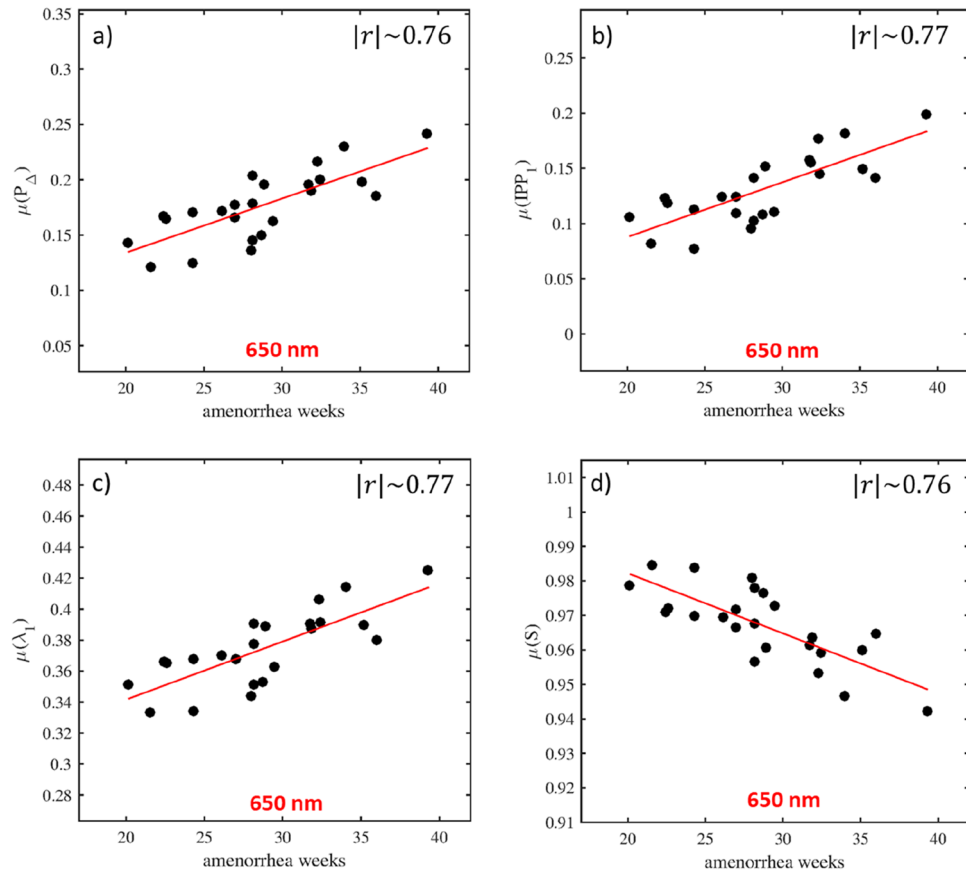 a)
|r|~0.76
0.35
0.3
0.25
0.2
0.15
0.1
0.05
μ(P_Δ)
650 nm
20 25 30 35 40
amenorrhea weeks
b)
|r|~0.77
0.25
0.2
0.15
0.1
0.05
0
μ(IPP₁)
650 nm
20 25 30 35 40
amenorrhea weeks
c)
|r|~0.77
0.48
0.46
0.44
0.42
0.4
0.38
0.36
0.34
0.32
0.3
0.28
μ(λ₁)
650 nm
20 25 30 35 40
amenorrhea weeks
d)
|r|~0.76
1.01
1
0.99
0.98
0.97
0.96
0.95
0.94
0.93
0.92
0.91
μ(S)
650 nm
20 25 30 35 40
amenorrhea weeks